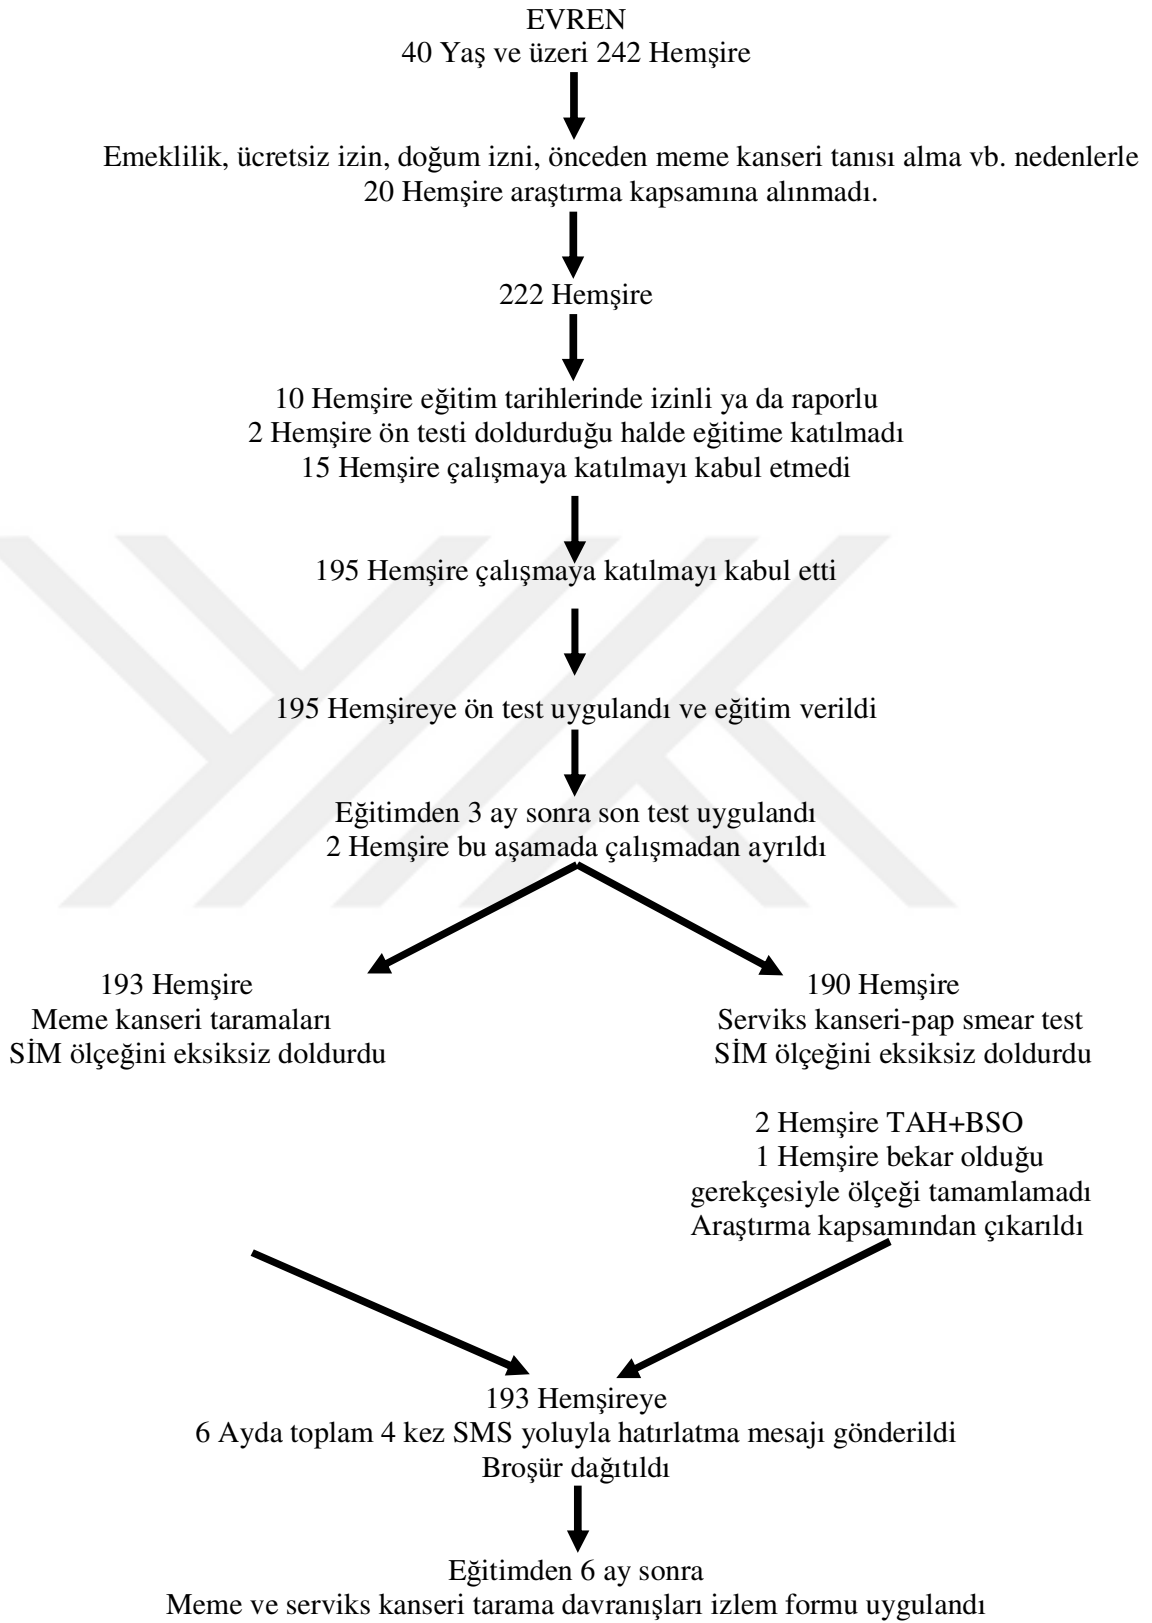 EVREN
40 Yaş ve üzeri 242 Hemşire
Emeklilik, ücretsiz izin, doğum izni, önceden meme kanseri tanısı alma vb. nedenlerle
20 Hemşire araştırma kapsamına alınmadı.
222 Hemşire
10 Hemşire eğitim tarihlerinde izinli ya da raporlu
2 Hemşire ön testi doldurduğu halde eğitime katılmadı
15 Hemşire çalışmaya katılmayı kabul etmedi
195 Hemşire çalışmaya katılmayı kabul etti
195 Hemşireye ön test uygulandı ve eğitim verildi
Eğitimden 3 ay sonra son test uygulandı
2 Hemşire bu aşamada çalışmadan ayrıldı
193 Hemşire
Meme kanseri taramaları
SİM ölçeğini eksiksiz doldurdu
190 Hemşire
Serviks kanseri-pap smear test
SİM ölçeğini eksiksiz doldurdu
2 Hemşire TAH+BSO
1 Hemşire bekar olduğu
gerekçesiyle ölçeği tamamlamadı
Araştırma kapsamından çıkarıldı
193 Hemşireye
6 Ayda toplam 4 kez SMS yoluyla hatırlatma mesajı gönderildi
Broşür dağıtıldı
Eğitimden 6 ay sonra
Meme ve serviks kanseri tarama davranışları izlem formu uygulandı